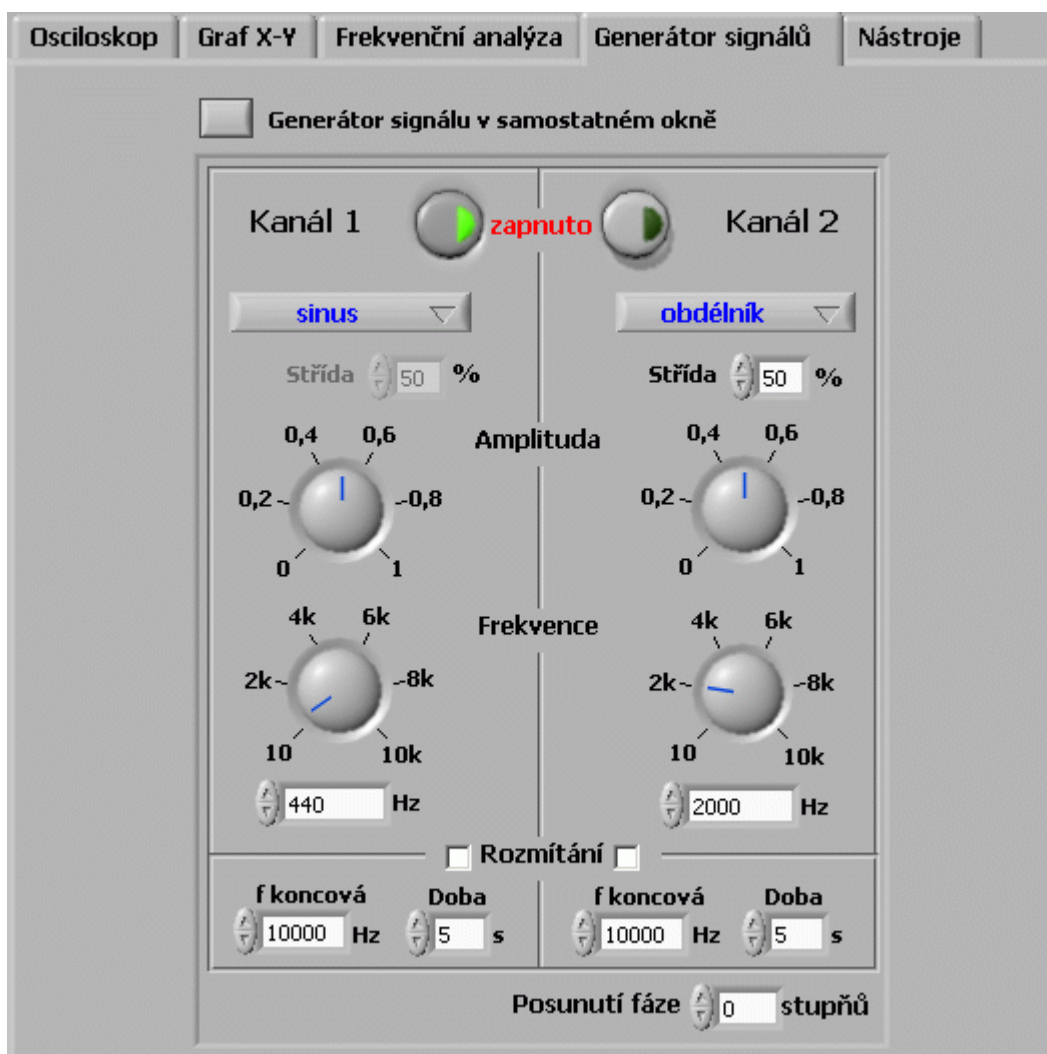 Osciloskop Graf X-Y Frekvenční analýza Generátor signálů Nástroje
Generátor signálu v samostatném okně
Kanál 1 zapnuto Kanál 2
sinus obdélník
Střída 50 % Střída 50 %
0,4 0,6 Amplituda 0,4 0,6
0,2 0,8 0,2 0,8
0 1 0 1
4k 6k Frekvence 4k 6k
2k 8k 2k 8k
10 10k 10 10k
440 Hz 2000 Hz
Rozmítání
f koncová Doba f koncová Doba
10000 Hz 5 s 10000 Hz 5 s
Posunutí fáze 0 stupňů